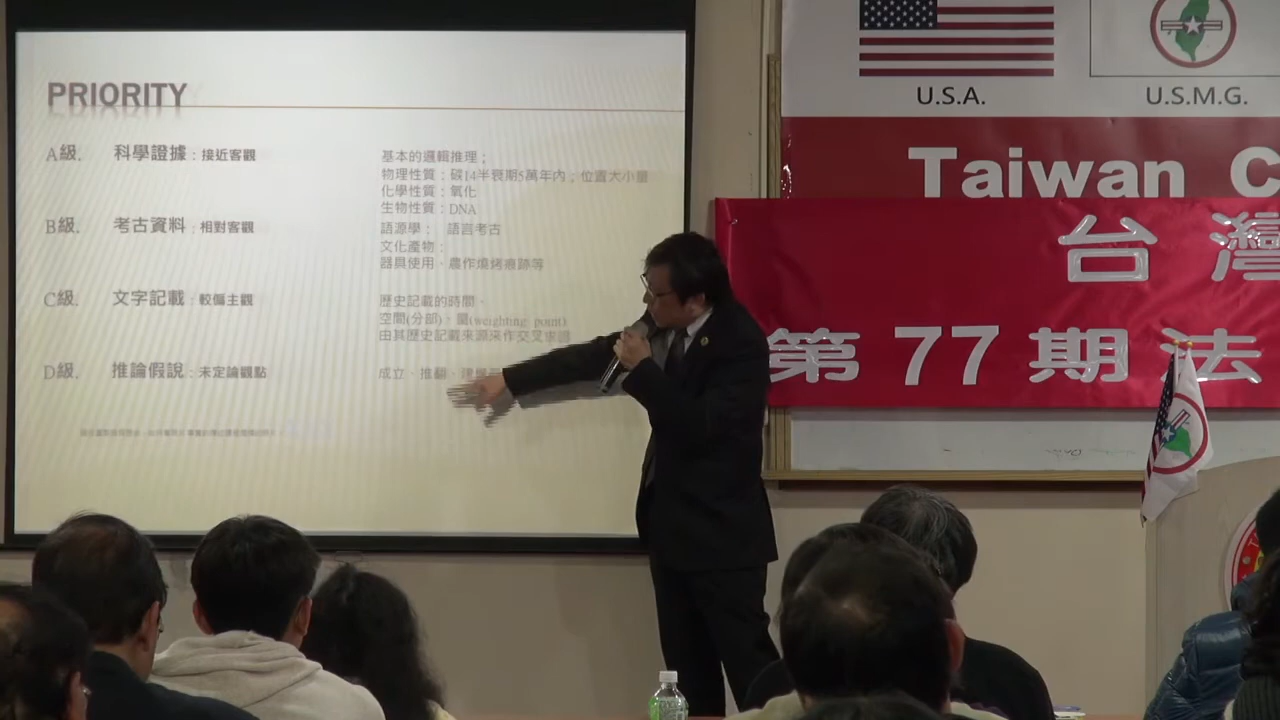 PRIORITY
A級. 科學證據：接近客觀 基本的邏輯推理；
物理性質：碳14半衰期5萬年內；位置大小量
化學性質：氧化
生物性質：DNA
B級. 考古資料：相對客觀 語源學： 語言考古
文化產物：
器具使用、農作燒烤痕跡等
C級. 文字記載：較偏主觀 歷史記載的時間、
空間(分部)、量(weighting point)
由其歷史記載來源來作交叉求證
D級. 推論假說：未定論觀點 成立、推翻、
U.S.A. U.S.M.G.
Taiwan C
台灣
第77期法